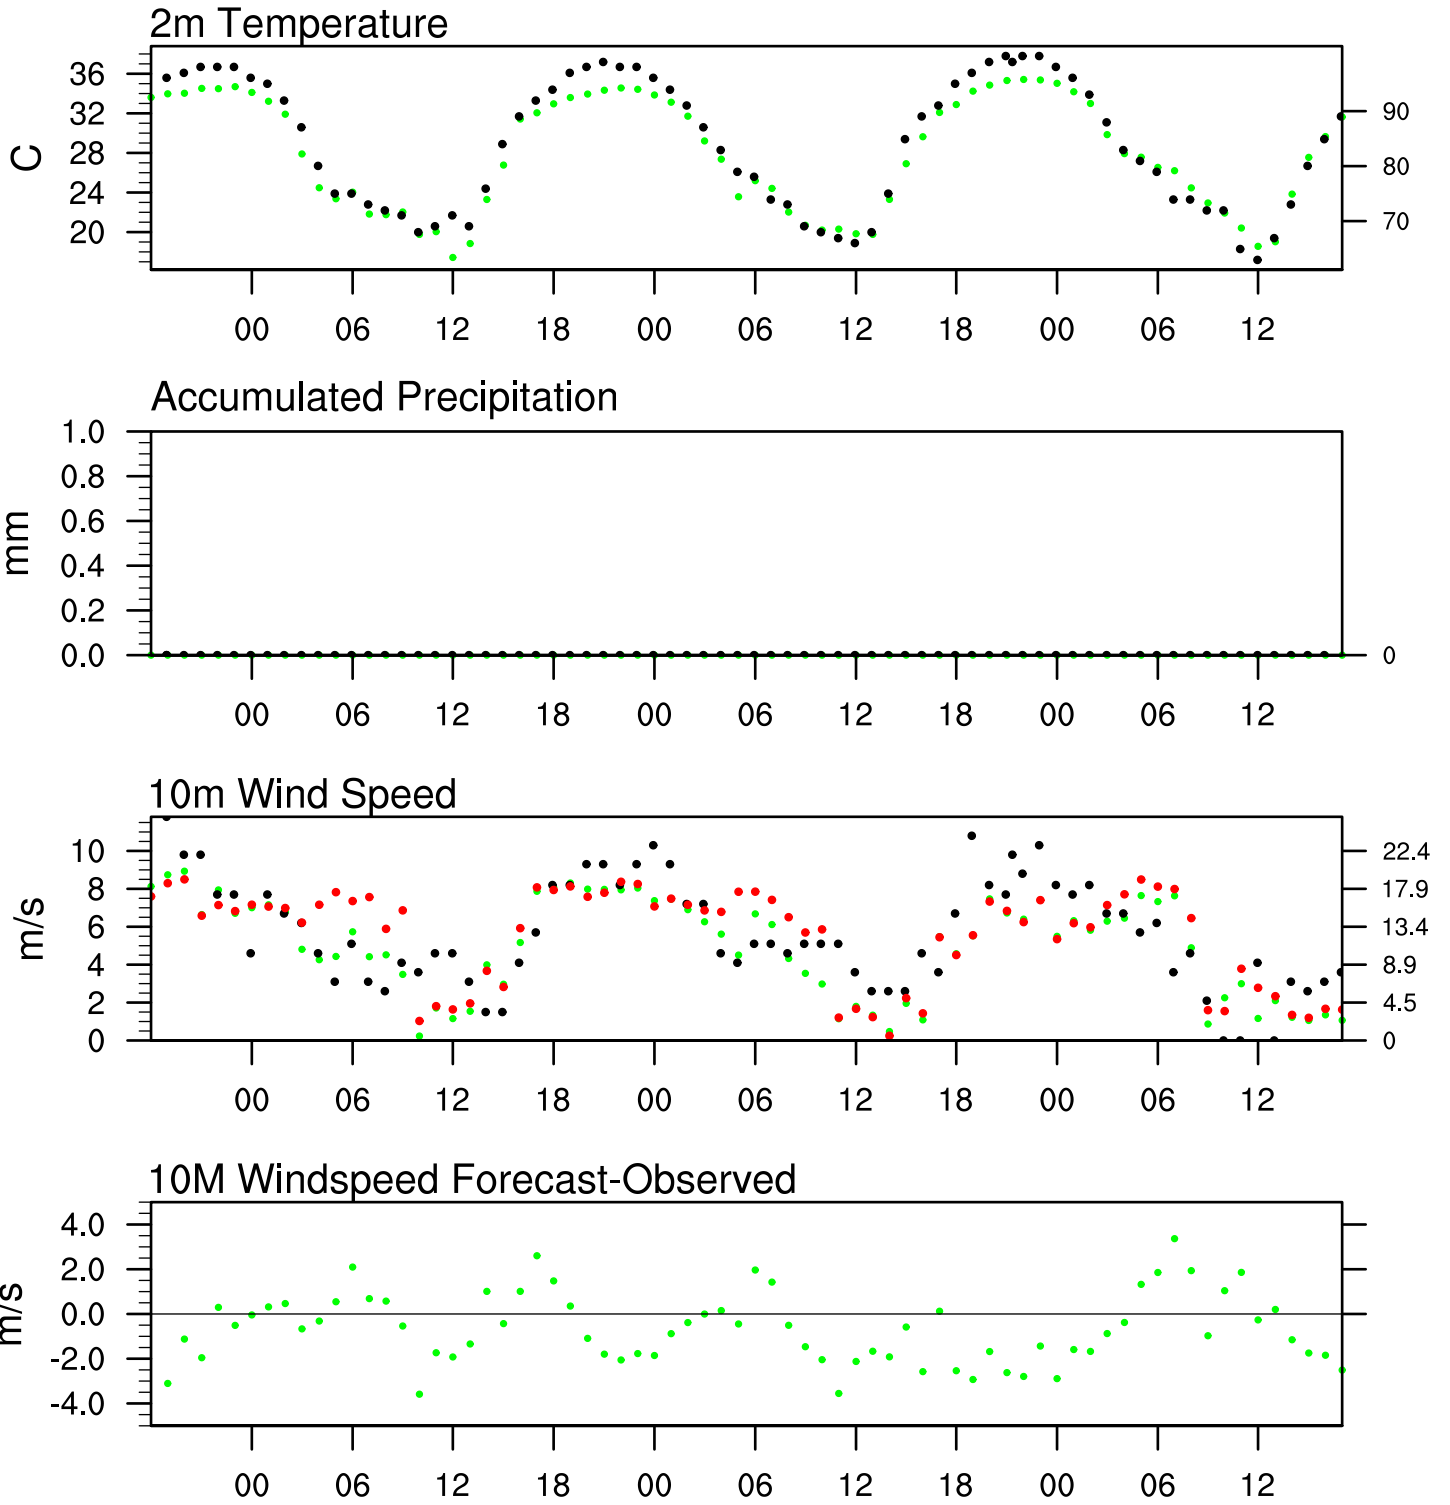 2m Temperature
36
32
28
24
20
C
90
80
70
00 06 12 18 00 06 12 18 00 06 12
Accumulated Precipitation
1.0
0.8
0.6
0.4
0.2
0.0
mm
0
00 06 12 18 00 06 12 18 00 06 12
10m Wind Speed
10
8
6
4
2
0
m/s
22.4
17.9
13.4
8.9
4.5
0
00 06 12 18 00 06 12 18 00 06 12
10M Windspeed Forecast-Observed
4.0
2.0
0.0
-2.0
-4.0
m/s
00 06 12 18 00 06 12 18 00 06 12